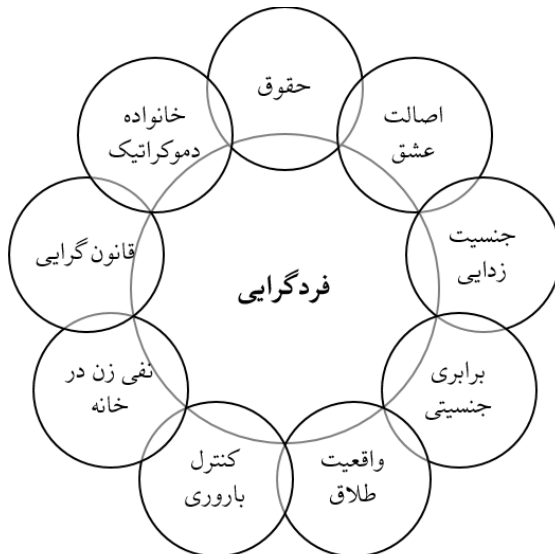 حقوق
اصالت
عشق
جنسیت
زدایی
برابری
جنسیتی
واقعیت
طلاق
کنترل
باروری
نفی زن در
خانه
قانون گرایی
خانواده
دموکراتیک
فردگرایی